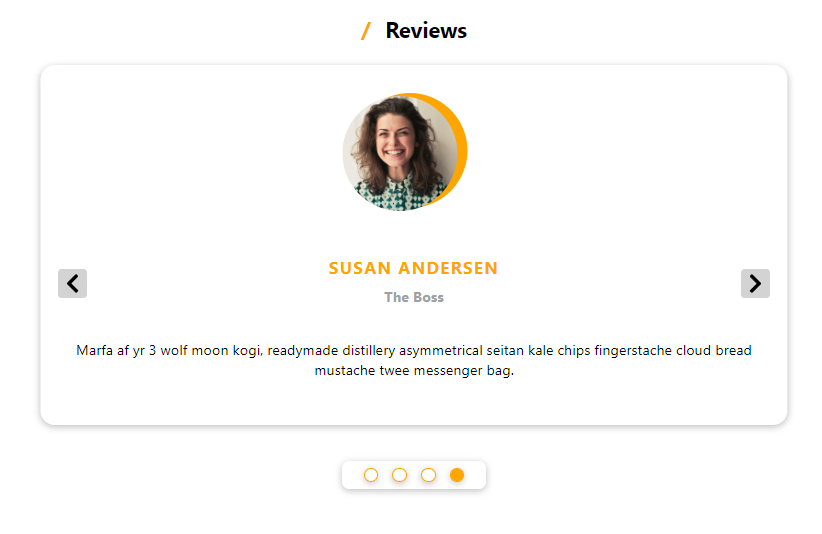 / Reviews
SUSAN ANDERSEN
The Boss
Marfa af yr 3 wolf moon kogi, readymade distillery asymmetrical seitan kale chips fingerstache cloud bread
mustache twee messenger bag.